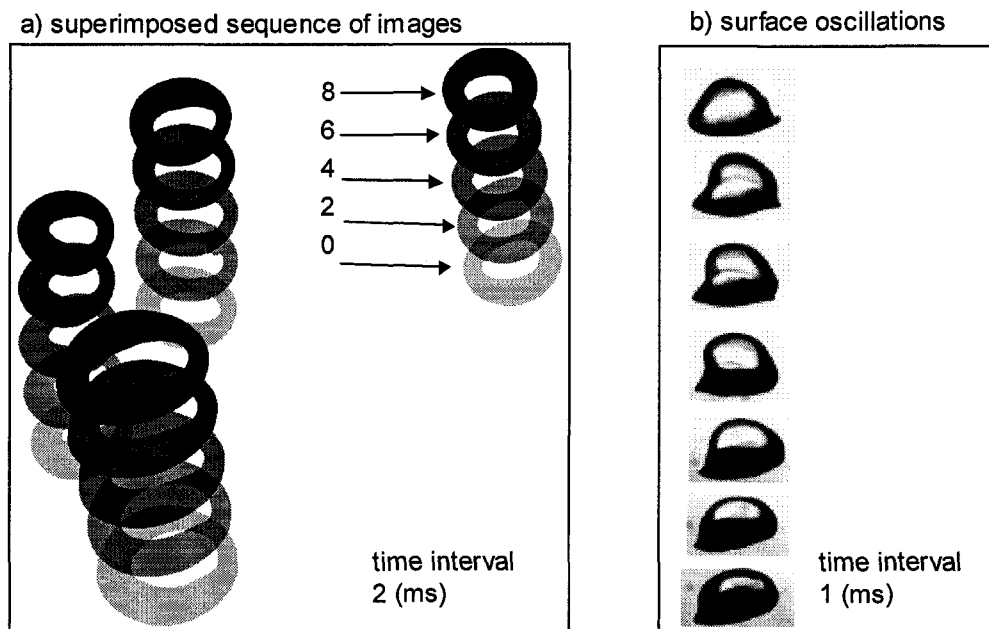 a) superimposed sequence of images
8
6
4
2
0
time interval
2 (ms)
b) surface oscillations
time interval
1 (ms)